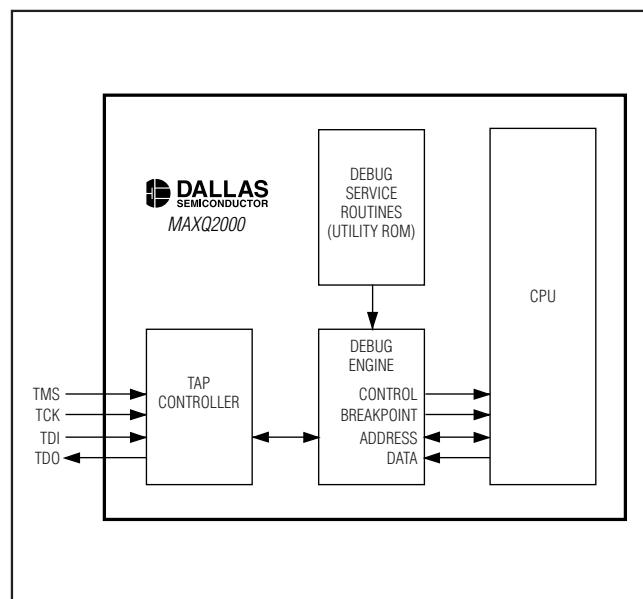 DALLAS
SEMICONDUCTOR
MAXQ2000
DEBUG
SERVICE
ROUTINES
(UTILITY ROM)
CPU
TAP
CONTROLLER
DEBUG
ENGINE
CONTROL
BREAKPOINT
ADDRESS
DATA
TMS
TCK
TDI
TDO